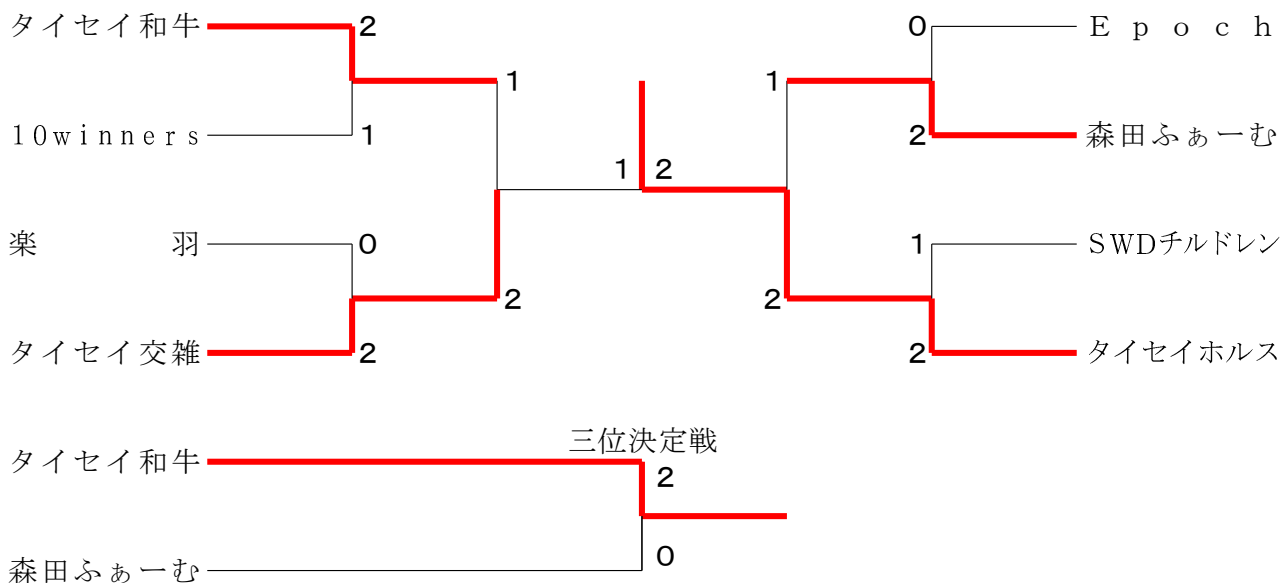 タイセイ和牛 2 0 Epoch
1 1
10winners 1 2 森田ふぁーむ
1 2
楽羽 0 1 SWDチルドレン
2 2
タイセイ交雑 2 2 タイセイホルス
三位決定戦
タイセイ和牛 2
森田ふぁーむ 0